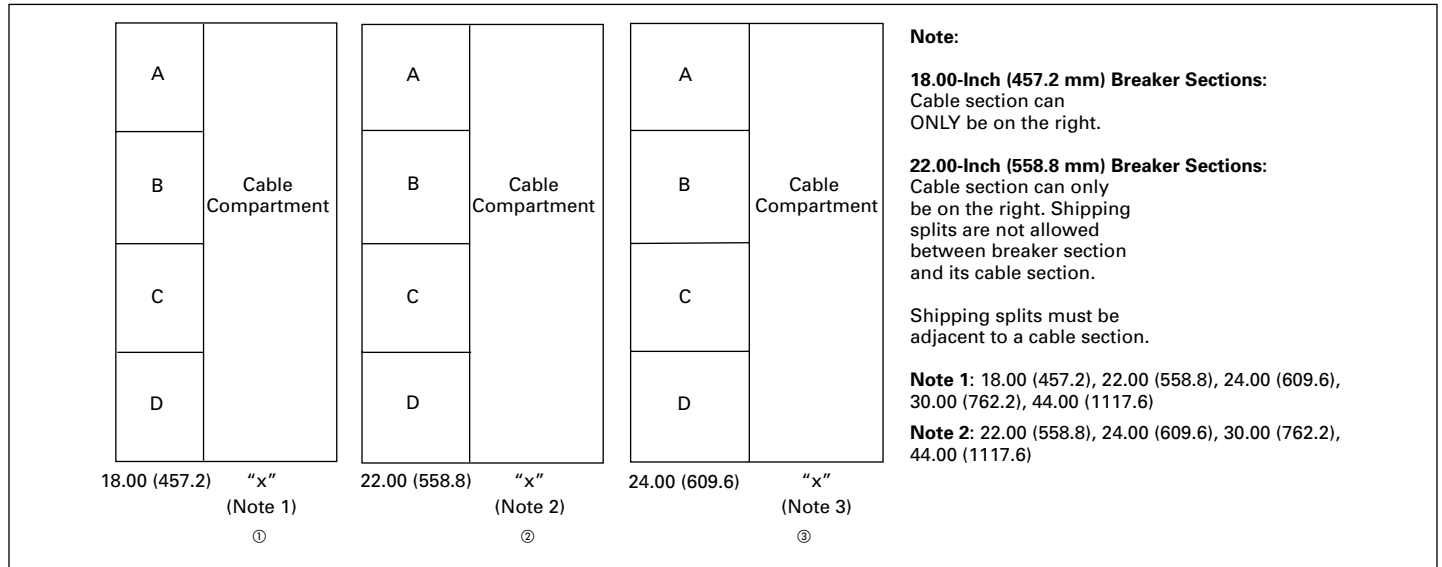 A
B
C
D
Cable
Compartment
18.00 (457.2)
“x”
(Note 1)
①
A
B
C
D
Cable
Compartment
22.00 (558.8)
“x”
(Note 2)
②
A
B
C
D
Cable
Compartment
24.00 (609.6)
“x”
(Note 3)
③
Note:
18.00-Inch (457.2 mm) Breaker Sections:
Cable section can
ONLY be on the right.
22.00-Inch (558.8 mm) Breaker Sections:
Cable section can only
be on the right. Shipping
splits are not allowed
between breaker section
and its cable section.
Shipping splits must be
adjacent to a cable section.
Note 1: 18.00 (457.2), 22.00 (558.8), 24.00 (609.6),
30.00 (762.2), 44.00 (1117.6)
Note 2: 22.00 (558.8), 24.00 (609.6), 30.00 (762.2),
44.00 (1117.6)